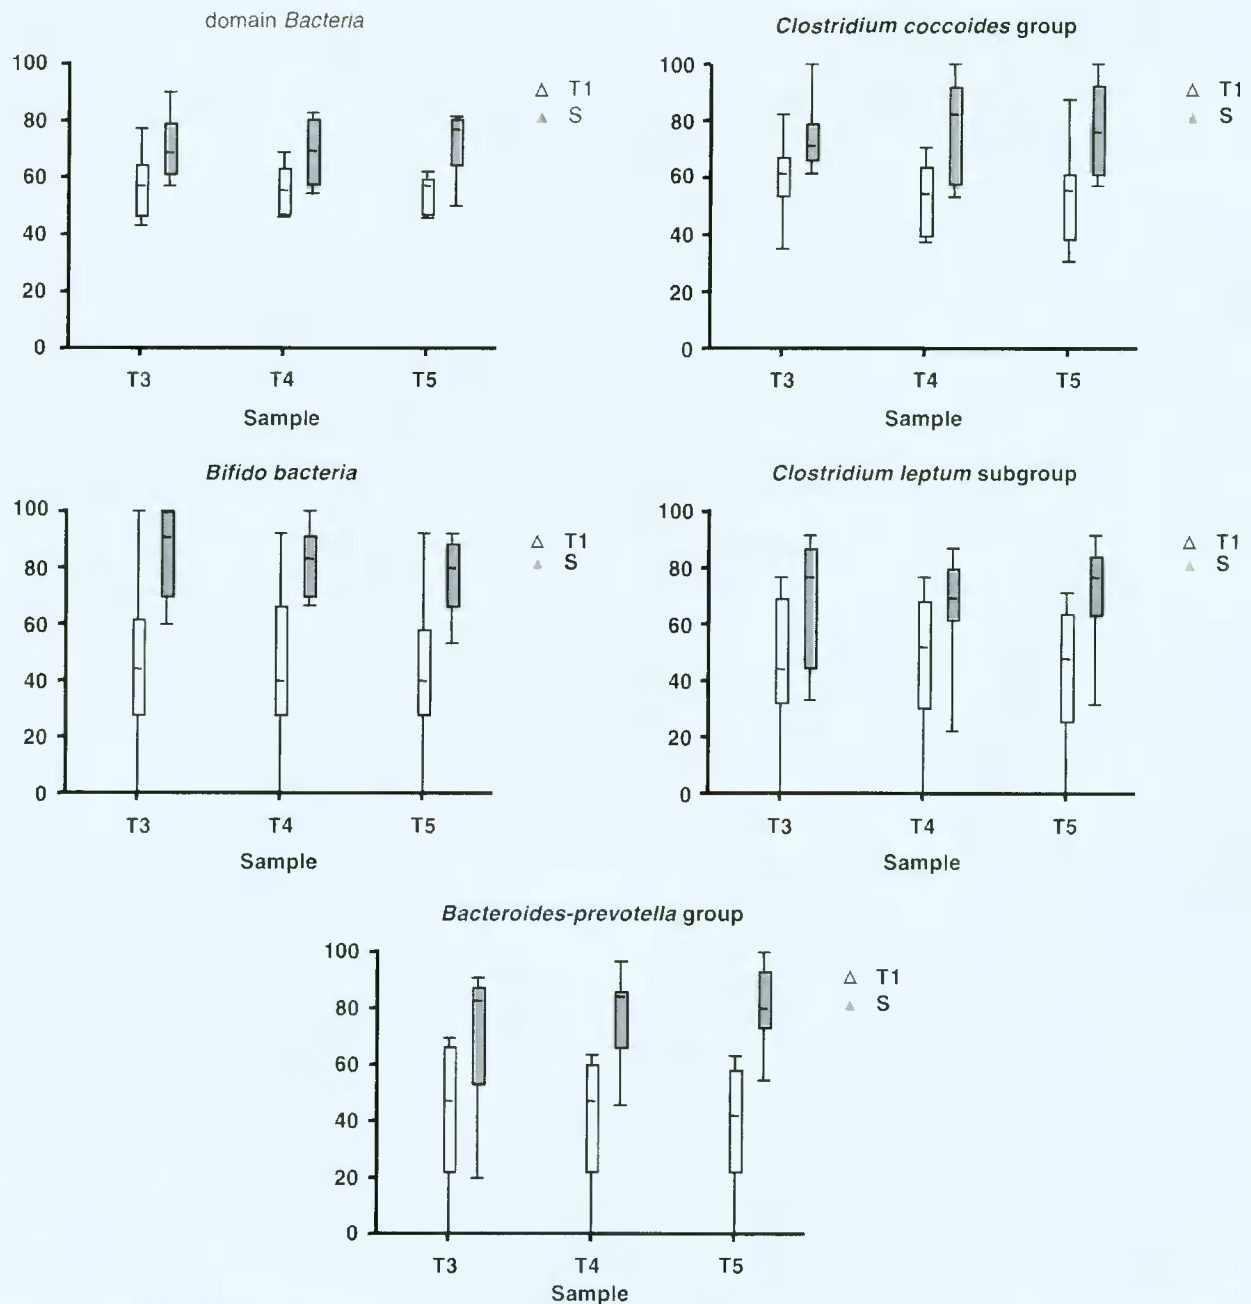 domain Bacteria
100
80
60
40
20
0
T3 T4 T5
Sample
△ T1
▲ S
Clostridium coccoides group
100
80
60
40
20
0
T3 T4 T5
Sample
△ T1
▲ S
Bifido bacteria
100
80
60
40
20
0
T3 T4 T5
Sample
△ T1
▲ S
Clostridium leptum subgroup
100
80
60
40
20
0
T3 T4 T5
Sample
△ T1
▲ S
Bacteroides-prevotella group
100
80
60
40
20
0
T3 T4 T5
Sample
△ T1
▲ S